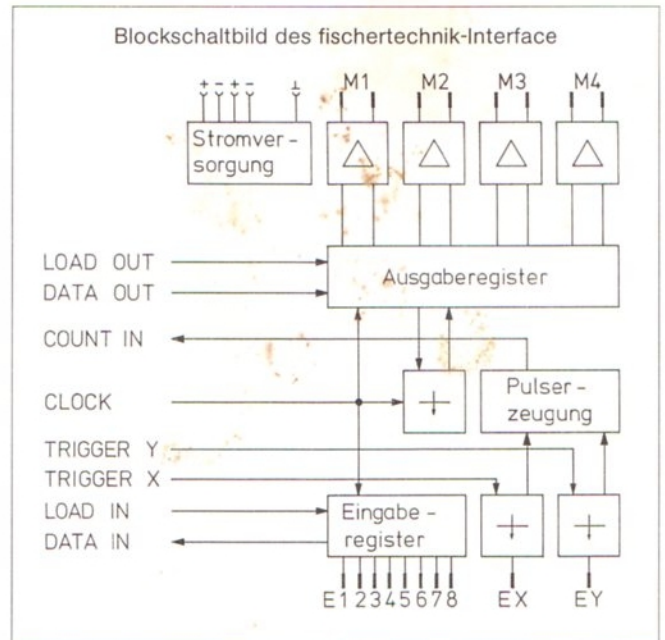 Blockschaltbild des fischertechnik-Interface
+ - + - ⊥
M1 M2 M3 M4
Stromver-
sorgung
LOAD OUT
DATA OUT
Ausgaberegister
COUNT IN
CLOCK
Pulser-
zeugung
TRIGGER Y
TRIGGER X
LOAD IN
DATA IN
Eingabe-
register
E1 2 3 4 5 6 7 8 EX EY